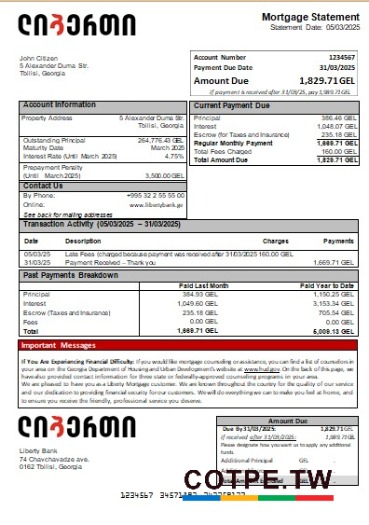 ლიბერთი
Mortgage Statement
Statement Date: 05/03/2025
John Citizen
5 Alexander Duma Str.
Tbilisi, Georgia
Account Number 1234567
Payment Due Date 31/03/2025
Amount Due 1,829.71 GEL
If payment is received after 31/03/25, pay 1,989.71 GEL
Account Information
Property Address 5 Alexander Duma Str.
Tbilisi, Georgia
Outstanding Principal 264,776.43 GEL
Maturity Date March 2025
Interest Rate (Until March 2025) 4.75%
Prepayment Penalty
(Until March 2025) 3,500.00 GEL
Contact Us
By Phone: +995 32 2 55 55 00
Online: www.libertybank.ge
See back for mailing addresses
Current Payment Due
Principal 386.46 GEL
Interest 1,048.07 GEL
Escrow (for Taxes and Insurance) 235.18 GEL
Regular Monthly Payment 1,669.71 GEL
Total Fees Charged 160.00 GEL
Total Amount Due 1,829.71 GEL
Transaction Activity (05/03/2025 – 31/03/2025)
Date Description Charges Payments
05/03/25 Late Fees (charged because payment was received after 31/03/2025 160.00 GEL
31/03/25 Payment Received – Thank you 1,669.71 GEL
Past Payments Breakdown
Paid Last Month Paid Year to Date
Principal 384.93 GEL 1,150.25 GEL
Interest 1,049.60 GEL 3,153.34 GEL
Escrow (Taxes and Insurance) 235.18 GEL 705.54 GEL
Fees 0.00 GEL 0.00 GEL
Total 1,669.71 GEL 5,009.13 GEL
Important Messages
If You Are Experiencing Financial Difficulty: If you would like mortgage counseling or assistance, you can find a list of counselors in
your area on the Georgia Department of Housing and Urban Development's website at www.hud.gov. On the back of this page, we
have also provided contact information for three state or federally-approved counseling programs in your area.
We are pleased to have you as a Liberty Mortgage customer. We are known throughout the country for the quality of our service
and our dedication to providing financial security for our customers. We will do everything we can to make you feel at home, and
to ensure you receive the friendly, professional service you deserve.
ლიბერთი
Liberty Bank
74 Chavchavadze ave.
0162 Tbilisi, Georgia
Amount Due
Due By 31/03/2025: 1,829.71 GEL
if received after 31/03/25: 1,989.71 GEL
Please designate how you want us to apply any additional
funds.
Additional Principal GEL
GEL
GEL
1234567